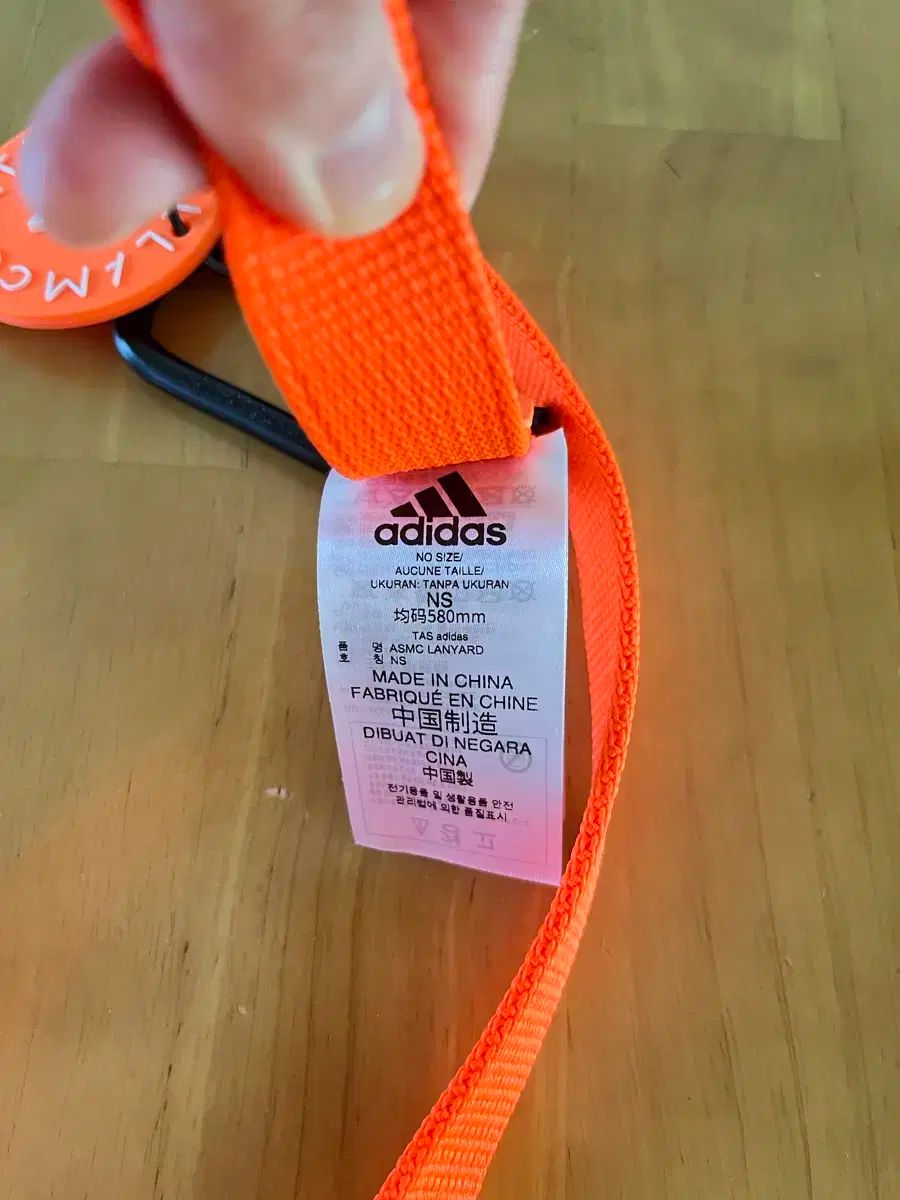 adidas
NO SIZE/
AUCUNE TAILLE/
UKURAN: TANPA UKURAN
NS
均码580mm
TAS adidas
품 명 ASMC LANYARD
호 칭 NS
MADE IN CHINA
FABRIQUÉ EN CHINE
中国制造
DIBUAT DI NEGARA
CINA
中国製
전기용품 및 생활용품 안전
관리법에 의한 품질표시